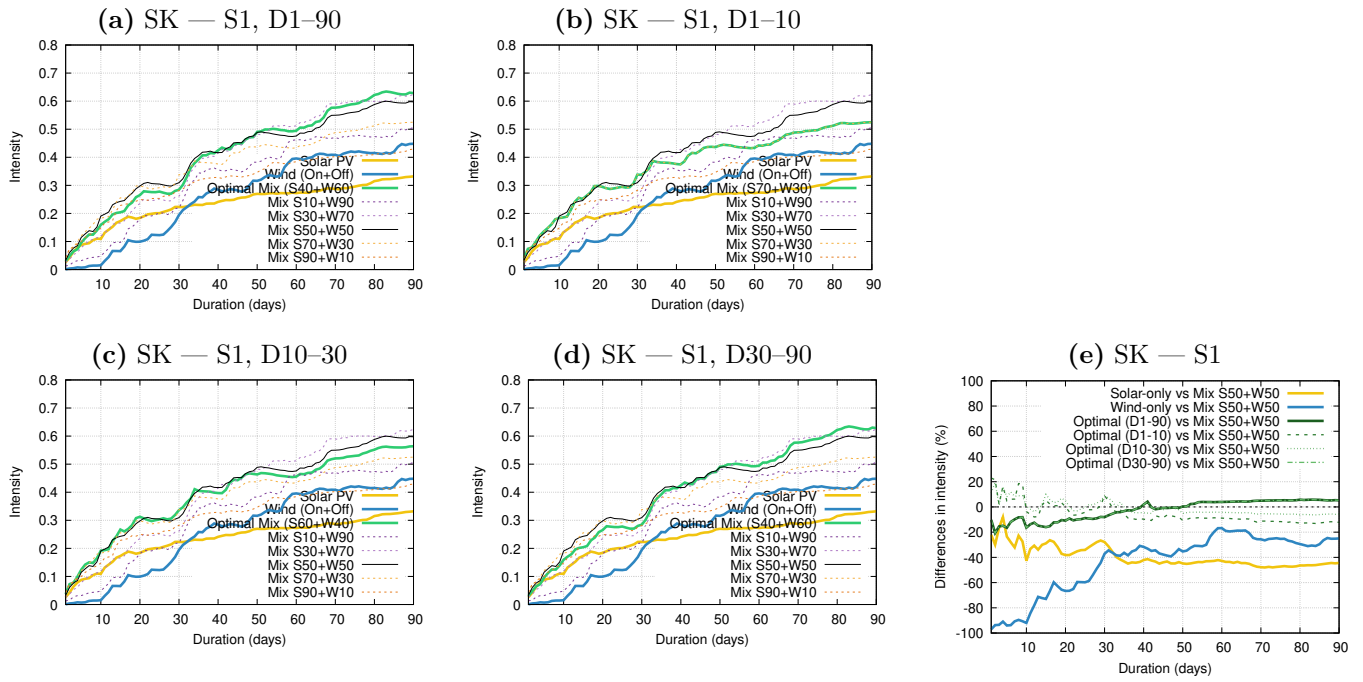 (a) SK — S1, D1–90
0.8
0.7
0.6
0.5
0.4
0.3
0.2
0.1
0
Intensity
10 20 30 40 50 60 70 80 90
Duration (days)
Solar PV
Wind (On+Off)
Optimal Mix (S40+W60)
Mix S10+W90
Mix S30+W70
Mix S50+W50
Mix S70+W30
Mix S90+W10
(b) SK — S1, D1–10
0.8
0.7
0.6
0.5
0.4
0.3
0.2
0.1
0
Intensity
10 20 30 40 50 60 70 80 90
Duration (days)
Solar PV
Wind (On+Off)
Optimal Mix (S70+W30)
Mix S10+W90
Mix S30+W70
Mix S50+W50
Mix S70+W30
Mix S90+W10
(c) SK — S1, D10–30
0.8
0.7
0.6
0.5
0.4
0.3
0.2
0.1
0
Intensity
10 20 30 40 50 60 70 80 90
Duration (days)
Solar PV
Wind (On+Off)
Optimal Mix (S60+W40)
Mix S10+W90
Mix S30+W70
Mix S50+W50
Mix S70+W30
Mix S90+W10
(d) SK — S1, D30–90
0.8
0.7
0.6
0.5
0.4
0.3
0.2
0.1
0
Intensity
10 20 30 40 50 60 70 80 90
Duration (days)
Solar PV
Wind (On+Off)
Optimal Mix (S40+W60)
Mix S10+W90
Mix S30+W70
Mix S50+W50
Mix S70+W30
Mix S90+W10
(e) SK — S1
100
80
60
40
20
0
-20
-40
-60
-80
-100
Differences in intensity (%)
10 20 30 40 50 60 70 80 90
Duration (days)
Solar-only vs Mix S50+W50
Wind-only vs Mix S50+W50
Optimal (D1-90) vs Mix S50+W50
Optimal (D1-10) vs Mix S50+W50
Optimal (D10-30) vs Mix S50+W50
Optimal (D30-90) vs Mix S50+W50